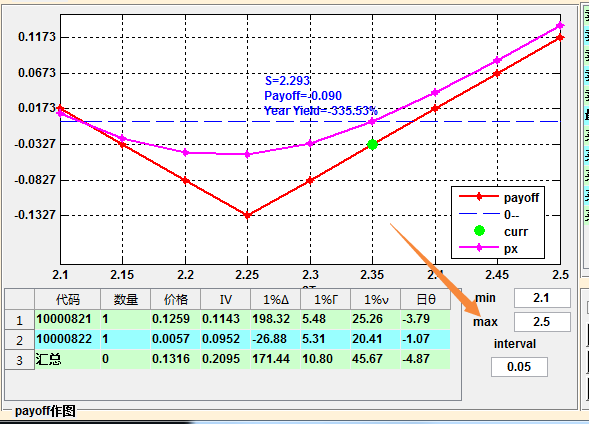 0.1173
0.0673
0.0173
-0.0327
-0.0827
-0.1327
S=2.293
Payoff=-0.090
Year Yield=-335.53%
payoff
0--
curr
px
2.1 2.15 2.2 2.25 2.3 2.35 2.4 2.45 2.5
代码 数量 价格 IV 1%Δ 1%Γ 1%ν 日θ
1 10000821 1 0.1259 0.1143 198.32 5.48 25.26 -3.79
2 10000822 1 0.0057 0.0952 -26.88 5.31 20.41 -1.07
3 汇总 0 0.1316 0.2095 171.44 10.80 45.67 -4.87
min 2.1
max 2.5
interval
0.05
payoff作图